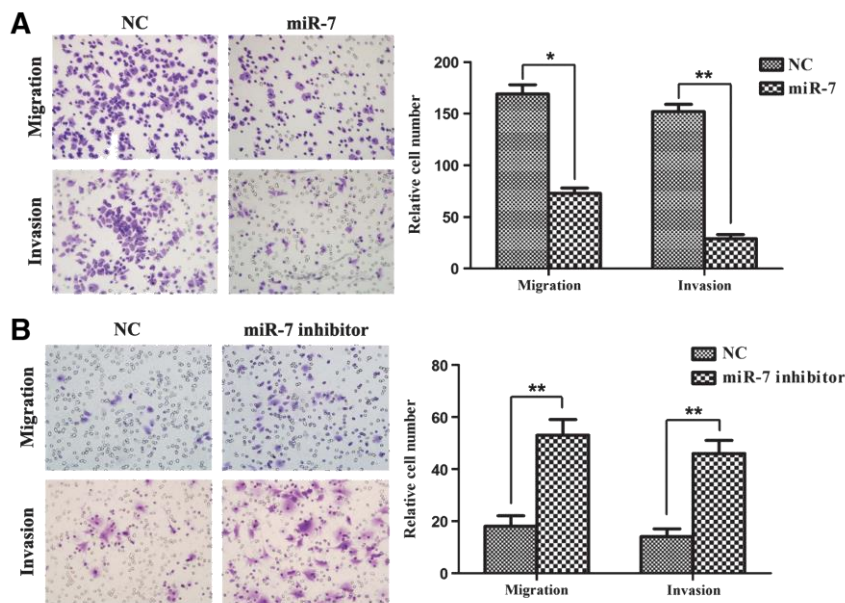 A
NC
miR-7
Migration
Invasion
Relative cell number
200
150
100
50
0
*
**
NC
miR-7
Migration
Invasion
B
NC
miR-7 inhibitor
Migration
Invasion
Relative cell number
80
60
40
20
0
**
**
NC
miR-7 inhibitor
Migration
Invasion